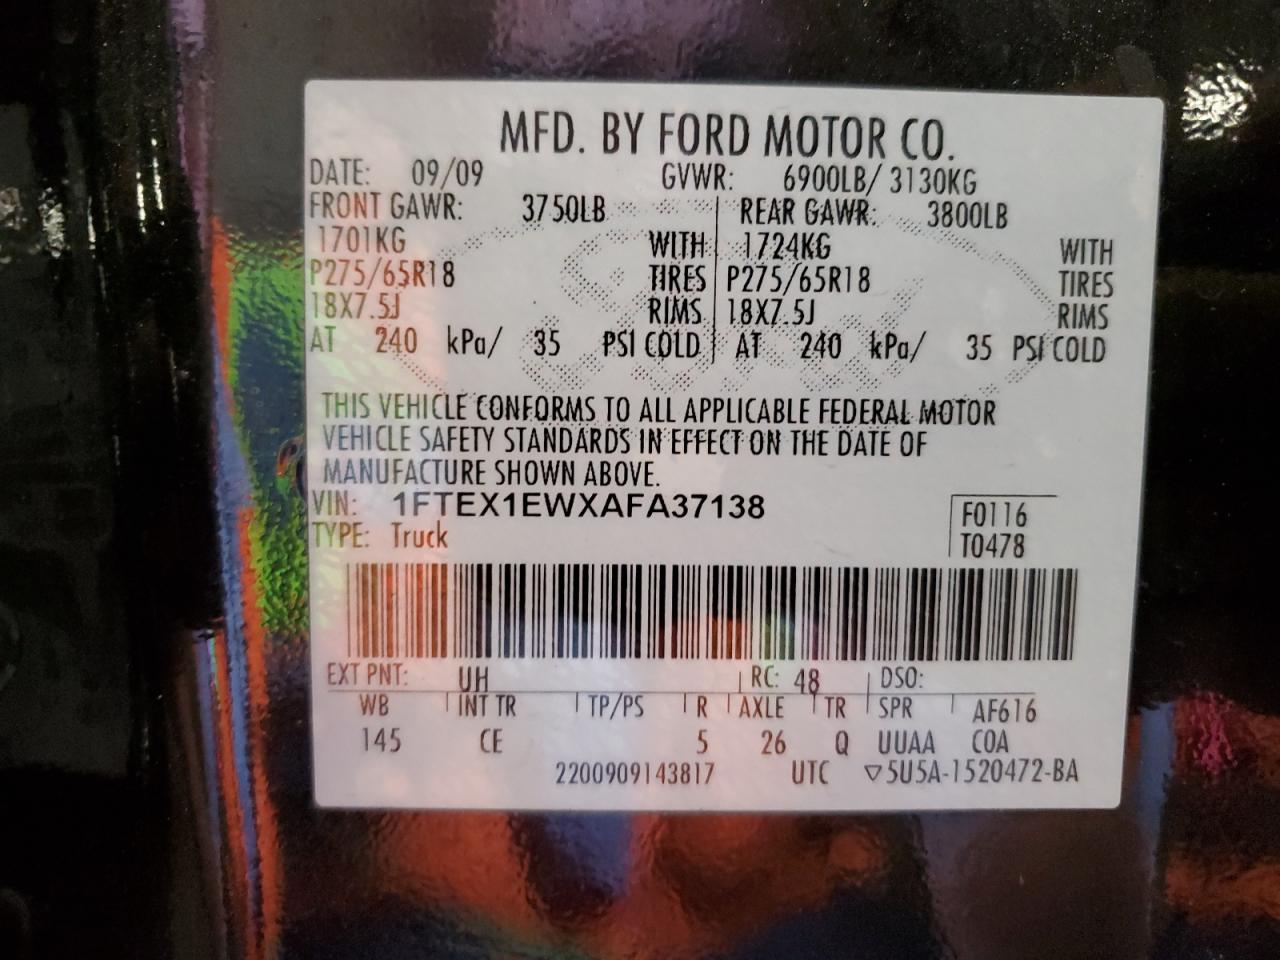 MFD. BY FORD MOTOR CO.
DATE: 09/09 GVWR: 6900LB/ 3130KG
FRONT GAWR: 3750LB REAR GAWR: 3800LB
1701KG WITH 1724KG WITH
P275/65R18 TIRES P275/65R18 TIRES
18X7.5J RIMS 18X7.5J RIMS
AT 240 kPa/ 35 PSI COLD AT 240 kPa/ 35 PSI COLD
THIS VEHICLE CONFORMS TO ALL APPLICABLE FEDERAL MOTOR
VEHICLE SAFETY STANDARDS IN EFFECT ON THE DATE OF
MANUFACTURE SHOWN ABOVE.
VIN: 1FTEX1EWXAFA37138 F0116
TYPE: Truck T0478
EXT PNT: UH RC: 48 DSO:
WB INT TR TP/PS R AXLE TR SPR AF616
145 CE 5 26 Q UUAA COA
2200909143817 UTC ▽5U5A-1520472-BA